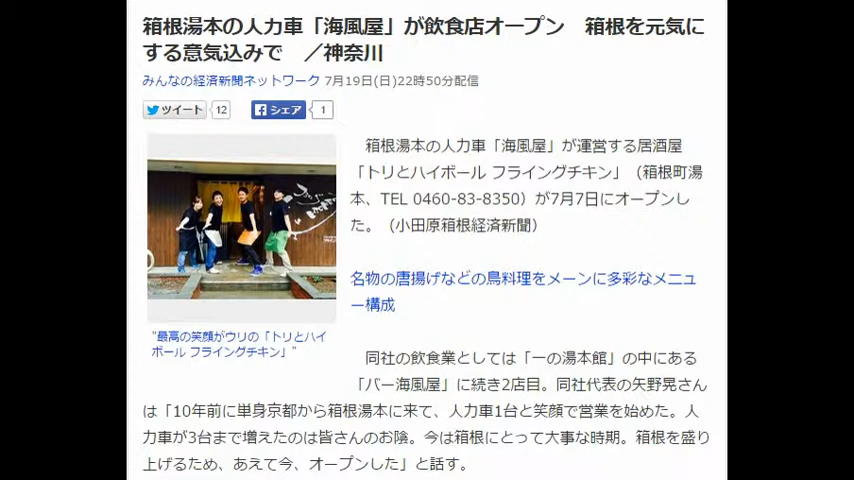 箱根湯本の人力車「海風屋」が飲食店オープン　箱根を元気に
する意気込みで　／神奈川
みんなの経済新聞ネットワーク 7月19日(日)22時50分配信
ツイート 12 シェア 1
箱根湯本の人力車「海風屋」が運営する居酒屋
「トリとハイボール フライングチキン」（箱根町湯
本、TEL 0460-83-8350）が7月7日にオープンし
た。（小田原箱根経済新聞）
名物の唐揚げなどの鳥料理をメーンに多彩なメニュ
ー構成
"最高の笑顔がウリの「トリとハイ
ボール フライングチキン」"
同社の飲食業としては「一の湯本館」の中にある
「バー海風屋」に続き2店目。同社代表の矢野晃さん
は「10年前に単身京都から箱根湯本に来て、人力車1台と笑顔で営業を始めた。人
力車が3台まで増えたのは皆さんのお陰。今は箱根にとって大事な時期。箱根を盛り
上げるため、あえて今、オープンした」と話す。